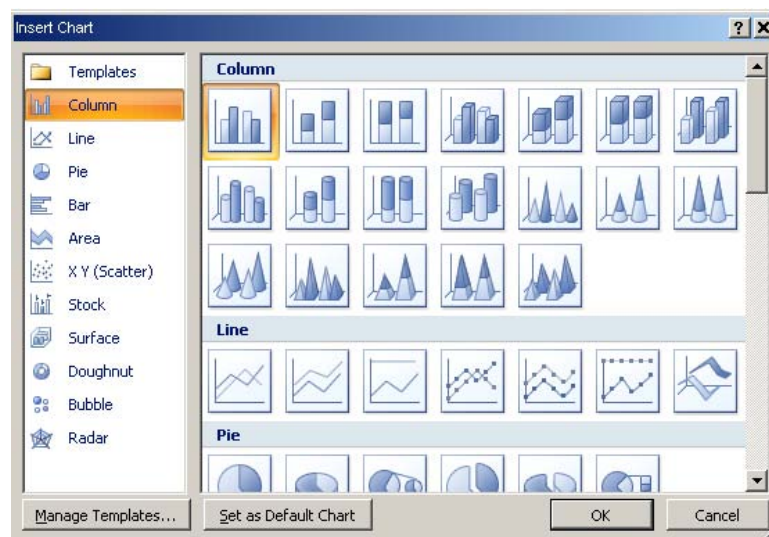 Insert Chart
Templates
Column
Line
Pie
Bar
Area
X Y (Scatter)
Stock
Surface
Doughnut
Bubble
Radar
Column
Line
Pie
Manage Templates...
Set as Default Chart
OK
Cancel